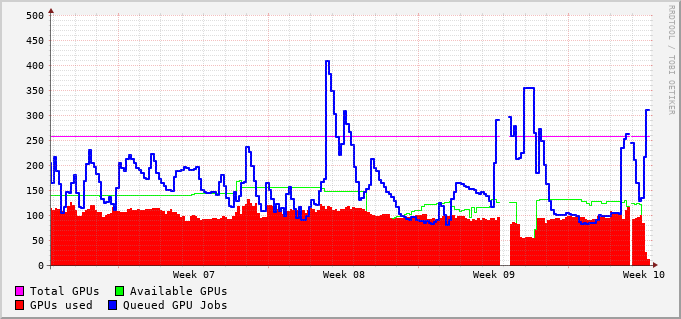 500
450
400
350
300
250
200
150
100
50
0
Week 07 Week 08 Week 09 Week 10
Total GPUs Available GPUs
GPUs used Queued GPU Jobs
RRDTOOL / TOBI OETIKER